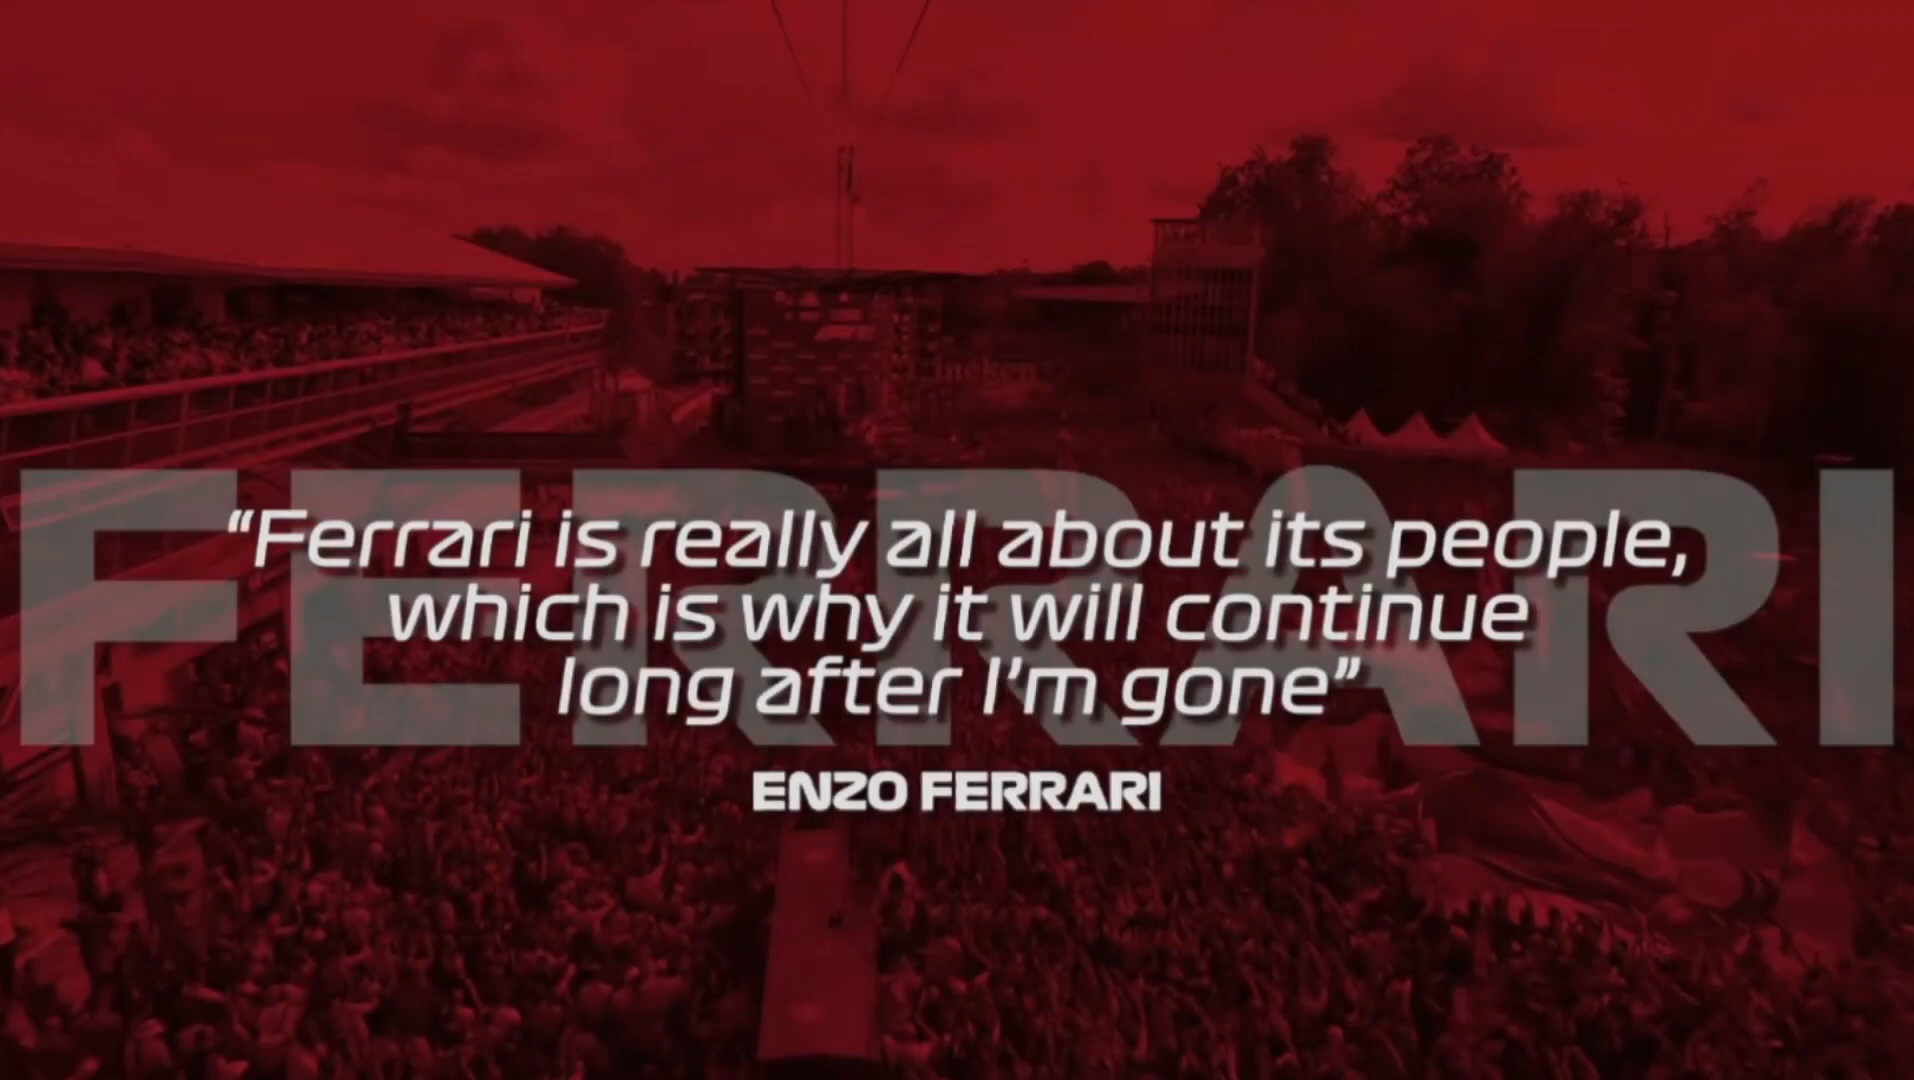 FERRARI
“Ferrari is really all about its people,
which is why it will continue
long after I'm gone”
ENZO FERRARI